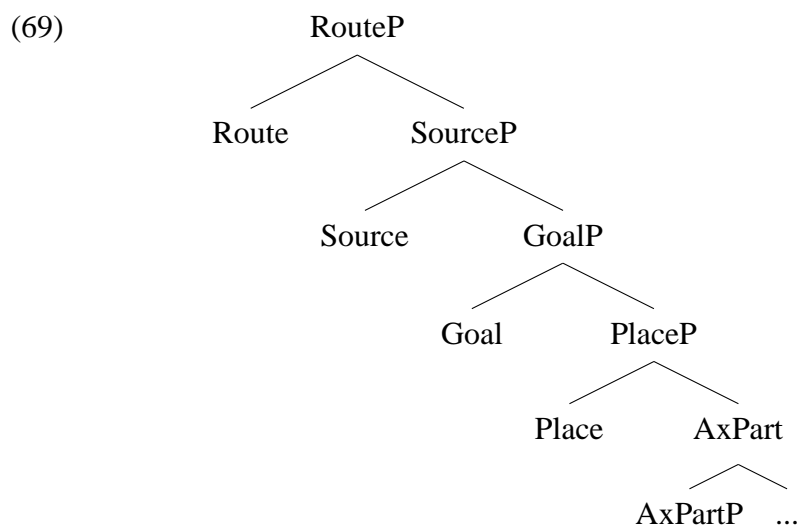 (69) RouteP
Route SourceP
Source GoalP
Goal PlaceP
Place AxPart
AxPartP ...